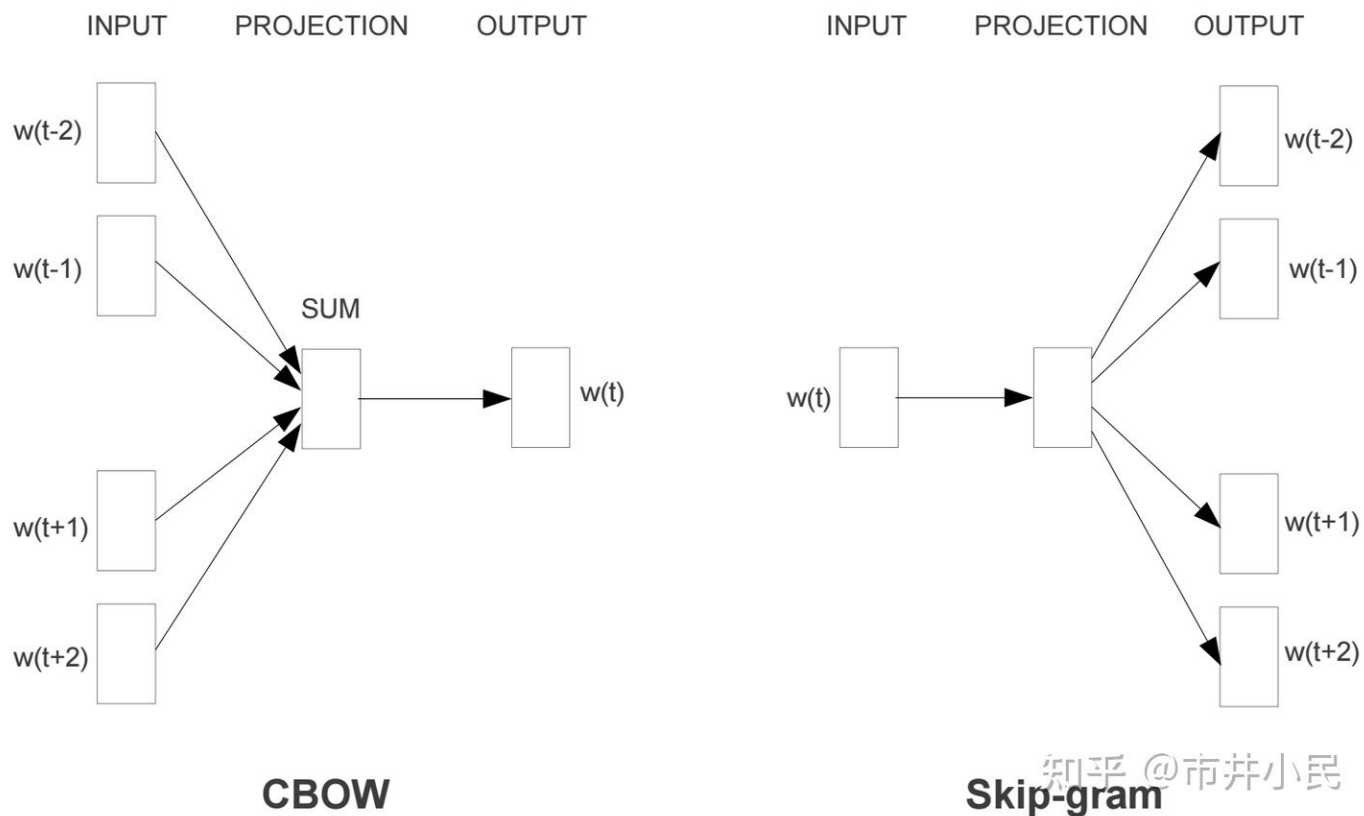 INPUT PROJECTION OUTPUT
w(t-2)
w(t-1)
SUM
w(t)
w(t+1)
w(t+2)
CBOW
INPUT PROJECTION OUTPUT
w(t-2)
w(t-1)
w(t)
w(t+1)
w(t+2)
Skip-gram
知乎 @市井小民